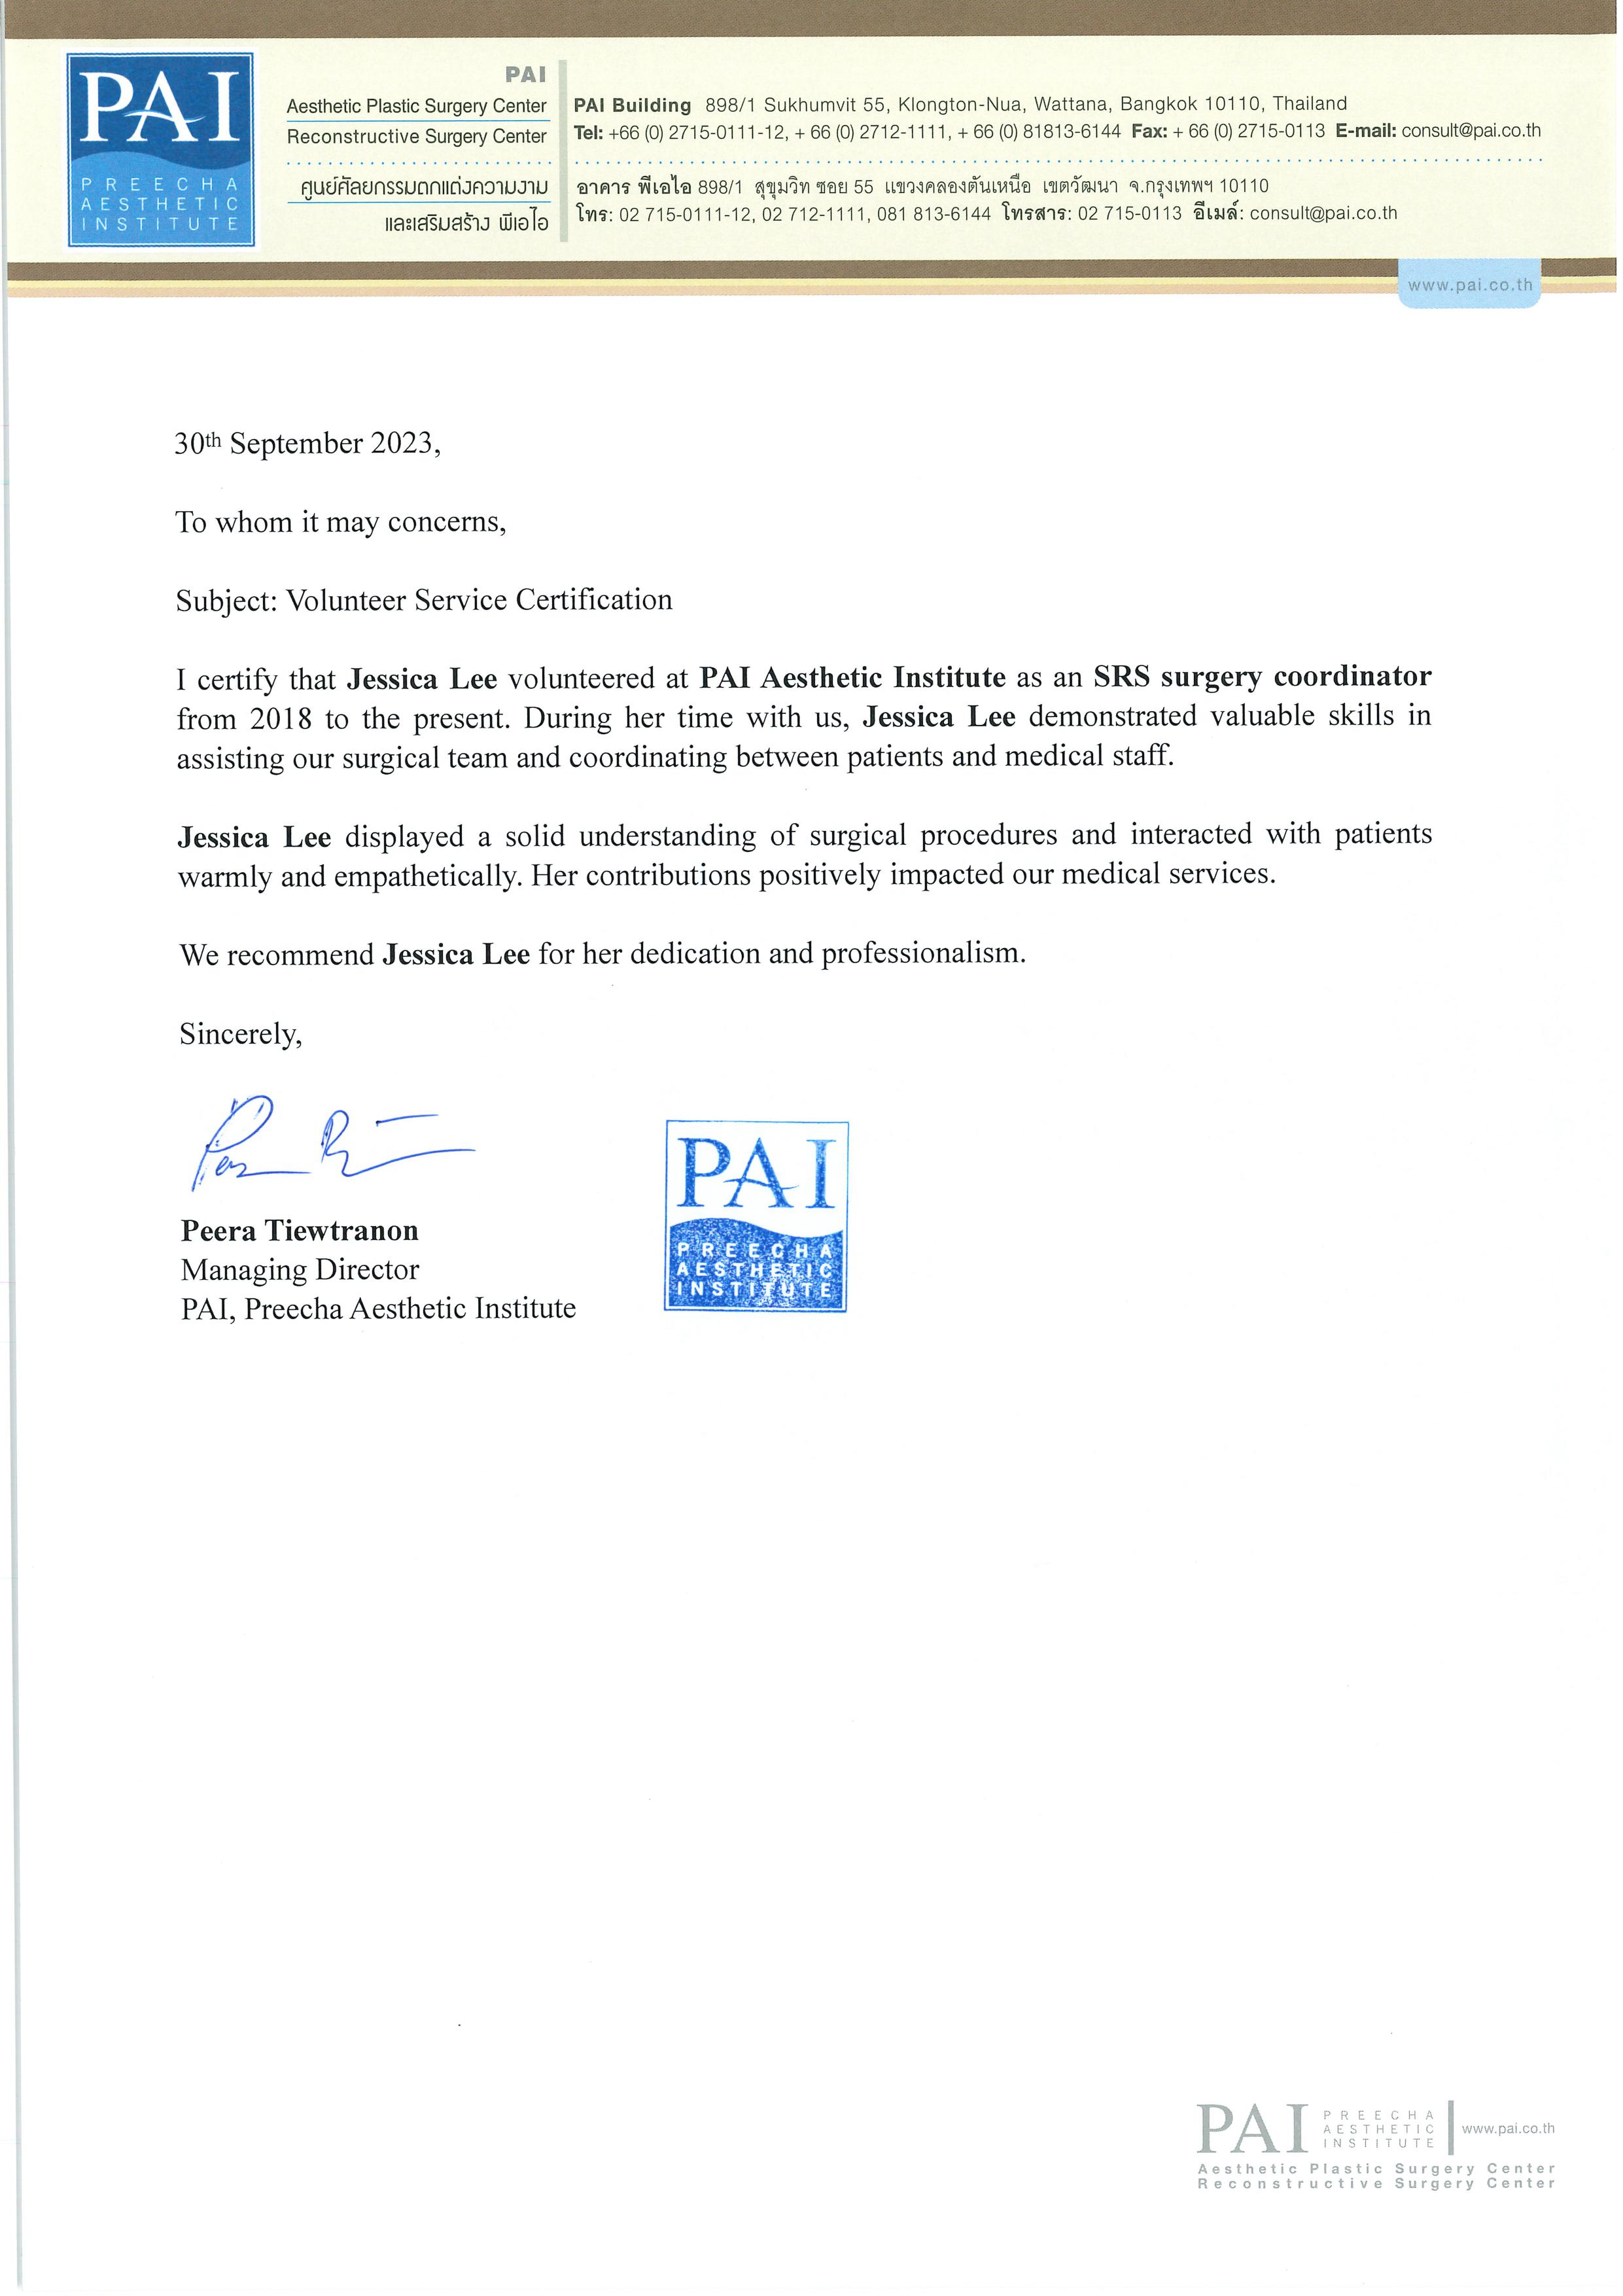 PAI
PREECHA
AESTHETIC
INSTITUTE
PAI
Aesthetic Plastic Surgery Center
Reconstructive Surgery Center
ศูนย์ศัลยกรรมตกแต่งความงาม
และเสริมสร้าง พีเอไอ
PAI Building 898/1 Sukhumvit 55, Klongton-Nua, Wattana, Bangkok 10110, Thailand
Tel: +66 (0) 2715-0111-12, + 66 (0) 2712-1111, + 66 (0) 81813-6144 Fax: + 66 (0) 2715-0113 E-mail: consult@pai.co.th
อาคาร พีเอไอ 898/1 สุขุมวิท ซอย 55 แขวงคลองตันเหนือ เขตวัฒนา จ.กรุงเทพฯ 10110
โทร: 02 715-0111-12, 02 712-1111, 081 813-6144 โทรสาร: 02 715-0113 อีเมล์: consult@pai.co.th
www.pai.co.th
30th September 2023,
To whom it may concerns,
Subject: Volunteer Service Certification
I certify that Jessica Lee volunteered at PAI Aesthetic Institute as an SRS surgery coordinator
from 2018 to the present. During her time with us, Jessica Lee demonstrated valuable skills in
assisting our surgical team and coordinating between patients and medical staff.
Jessica Lee displayed a solid understanding of surgical procedures and interacted with patients
warmly and empathetically. Her contributions positively impacted our medical services.
We recommend Jessica Lee for her dedication and professionalism.
Sincerely,
Peera Tiewtranon
Managing Director
PAI, Preecha Aesthetic Institute
PAI
PREECHA
AESTHETIC
INSTITUTE
PAI
PREECHA
AESTHETIC
INSTITUTE
www.pai.co.th
Aesthetic Plastic Surgery Center
Reconstructive Surgery Center